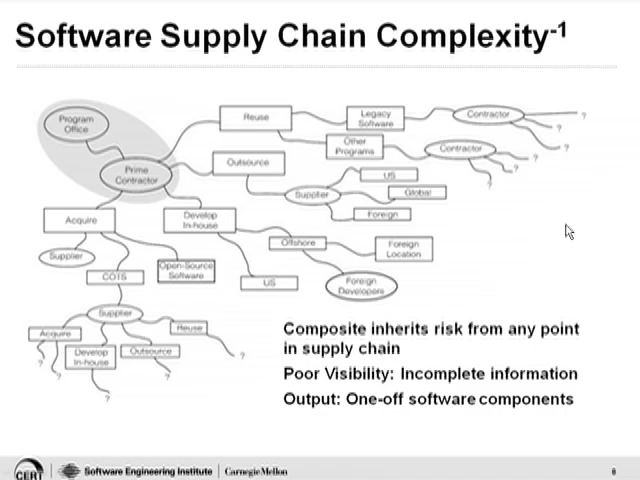 Software Supply Chain Complexity-1
Program
Office
Prime
Contractor
Reuse
Legacy
Software
Contractor
?
?
?
Other
Programs
Contractor
?
?
?
Outsource
Supplier
US
Global
Foreign
Acquire
Develop
In-house
Offshore
Foreign
Location
Foreign
Developers
US
Supplier
COTS
Open-Source
Software
Supplier
Acquire
?
?
Develop
In-house
?
Outsource
?
Reuse
?
Composite inherits risk from any point
in supply chain
Poor Visibility: Incomplete information
Output: One-off software components
CERT
Software Engineering Institute
Carnegie Mellon
6